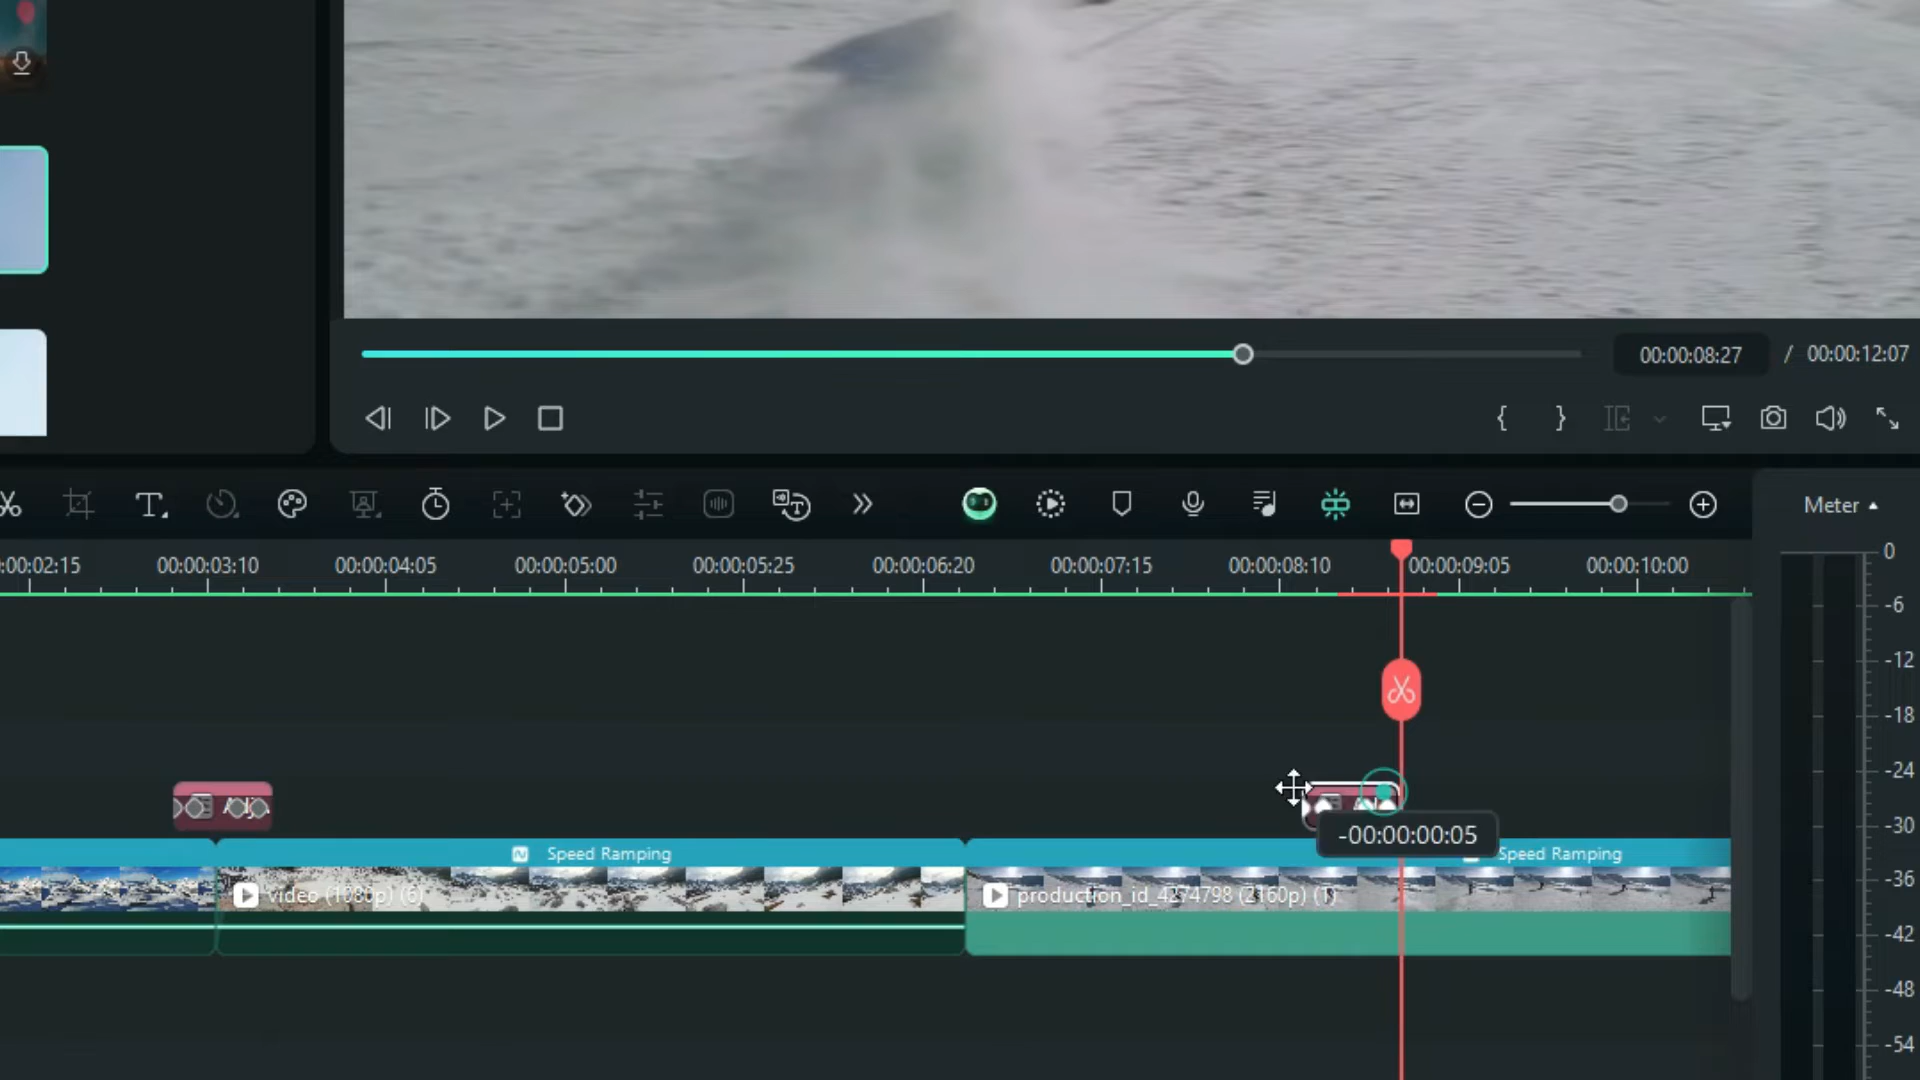 00:00:08:27 / 00:00:12:07
Meter
:00:02:15 00:00:03:10 00:00:04:05 00:00:05:00 00:00:05:25 00:00:06:20 00:00:07:15 00:00:08:10 00:00:09:05 00:00:10:00
0
-6
-12
-18
-24
-30
-36
-42
-48
-54
-00:00:00:05
Speed Ramping
Speed Ramping
video (1080p) (6)
production_id_4274798 (2160p) (1)